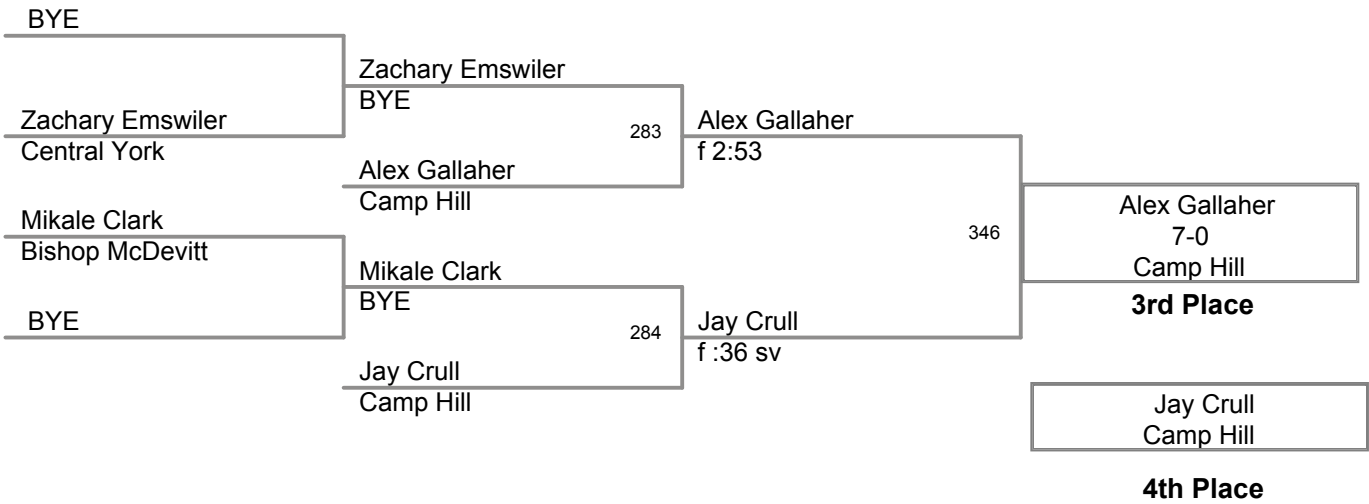 BYE
Zachary Emswiler
Central York
Mikale Clark
Bishop McDevitt
BYE
Zachary Emswiler
BYE
283
Alex Gallaher
Camp Hill
Mikale Clark
BYE
284
Jay Crull
Camp Hill
Alex Gallaher
f 2:53
346
Jay Crull
f :36 sv
Alex Gallaher
7-0
Camp Hill
3rd Place
Jay Crull
Camp Hill
4th Place